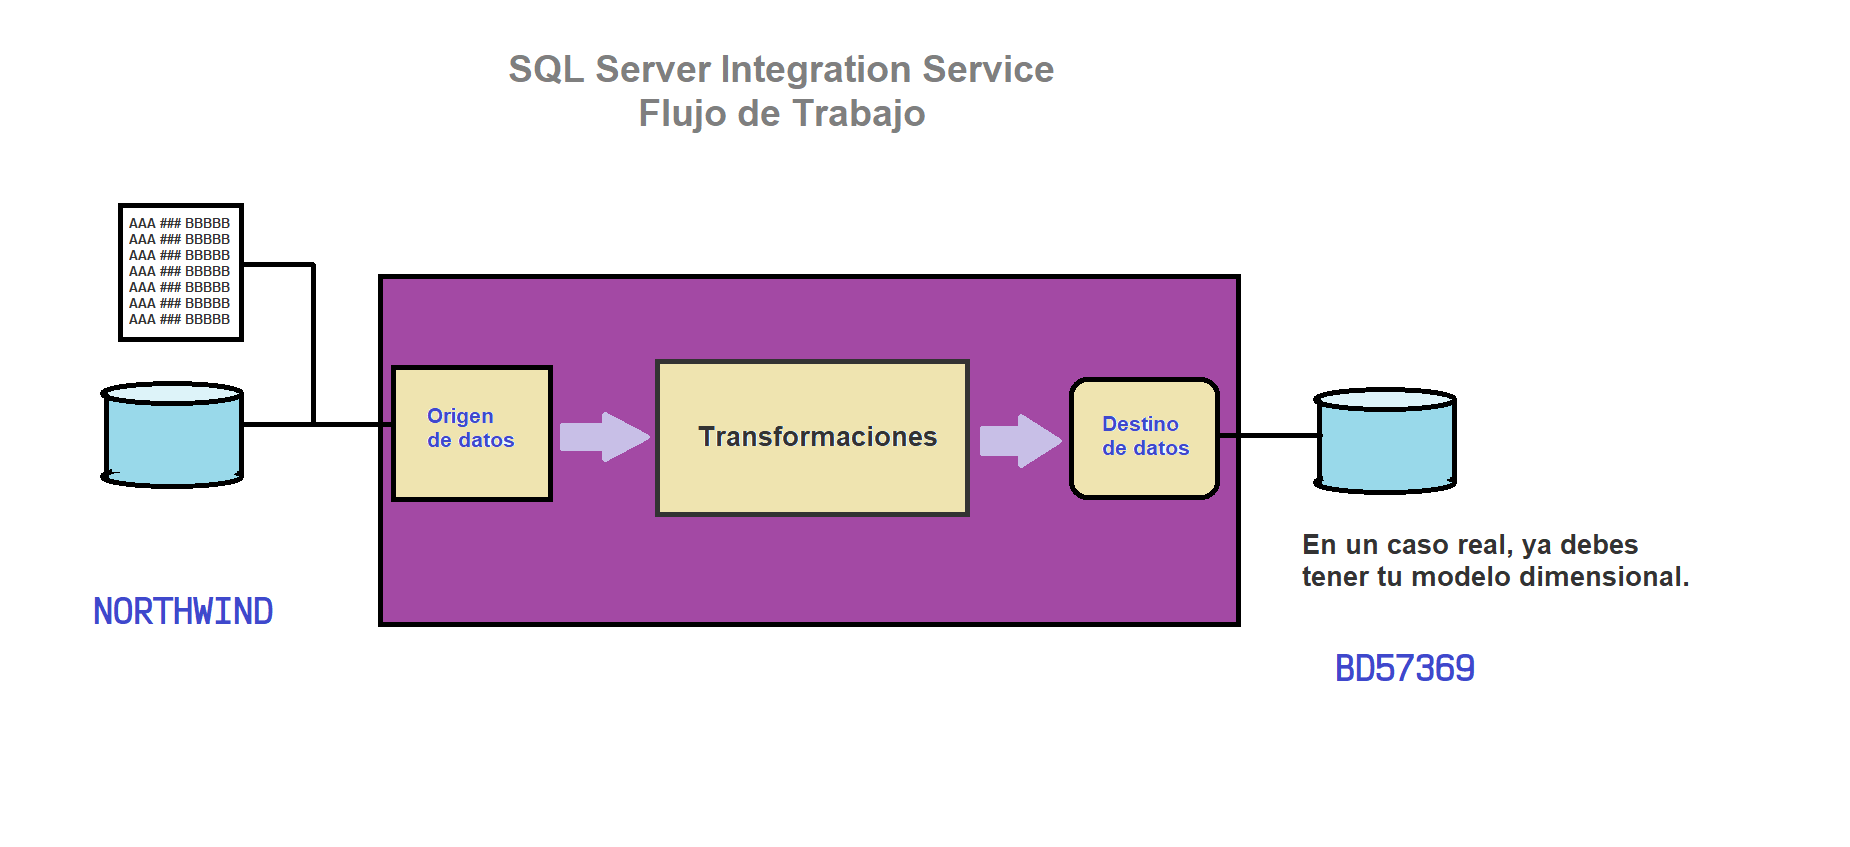 SQL Server Integration Service
Flujo de Trabajo
AAA ### BBBBB
AAA ### BBBBB
AAA ### BBBBB
AAA ### BBBBB
AAA ### BBBBB
AAA ### BBBBB
AAA ### BBBBB
Origen
de datos
Transformaciones
Destino
de datos
En un caso real, ya debes
tener tu modelo dimensional.
NORTHWIND
BD57369